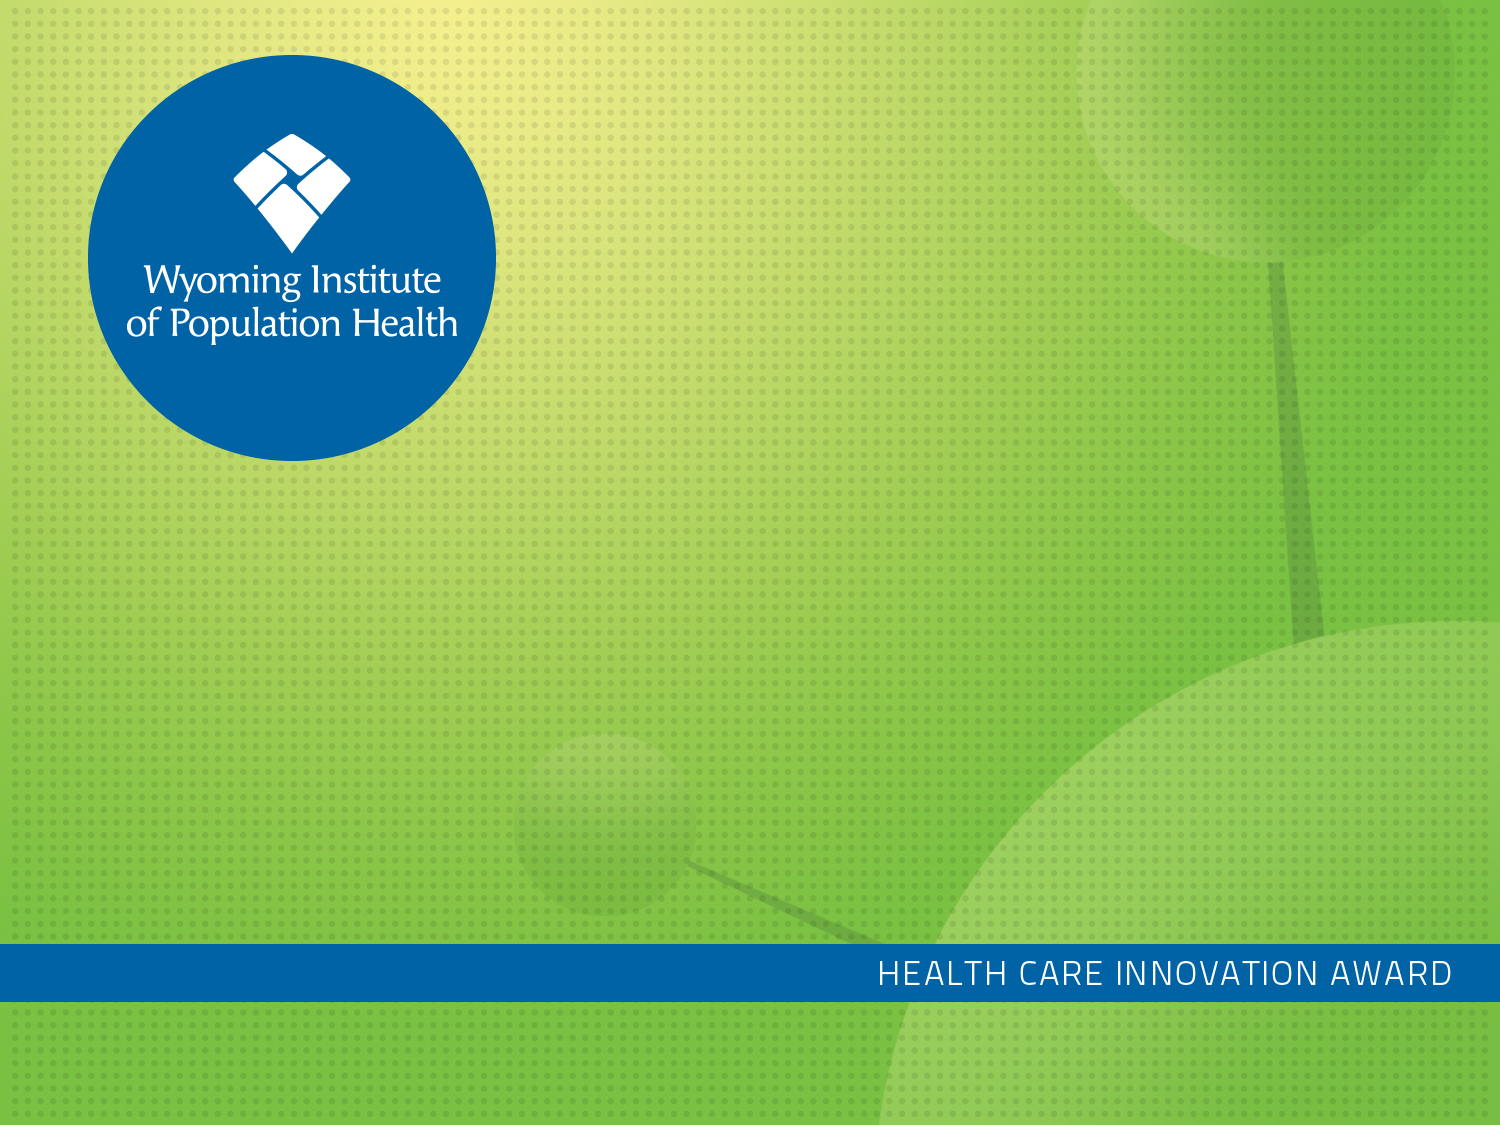 Wyoming Institute
of Population Health
HEALTH CARE INNOVATION AWARD